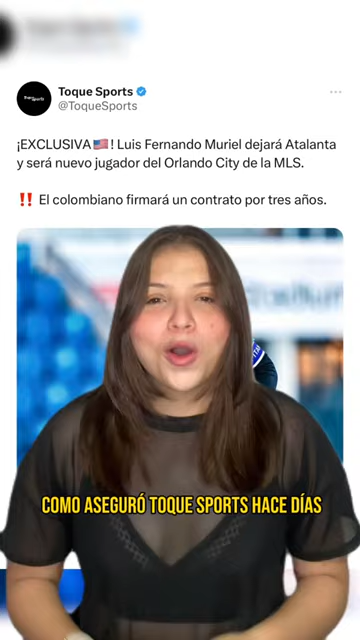 Toque Sports
@ToqueSports
¡EXCLUSIVA🇺🇸! Luis Fernando Muriel dejará Atalanta
y será nuevo jugador del Orlando City de la MLS.
‼️ El colombiano firmará un contrato por tres años.
COMO ASEGURÓ TOQUE SPORTS HACE DÍAS